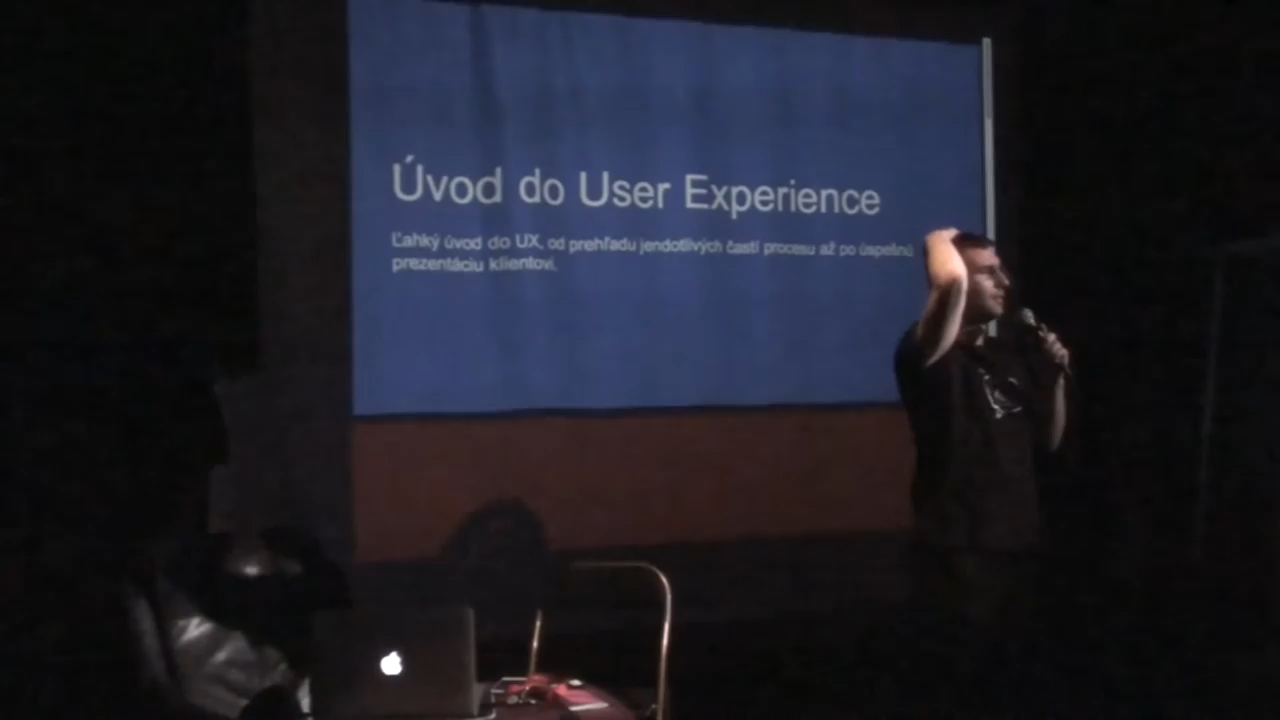 Úvod do User Experience
Ľahký úvod do UX, od prehľadu jendotlivých častí procesu až po úspešnú
prezentáciu klientovi.